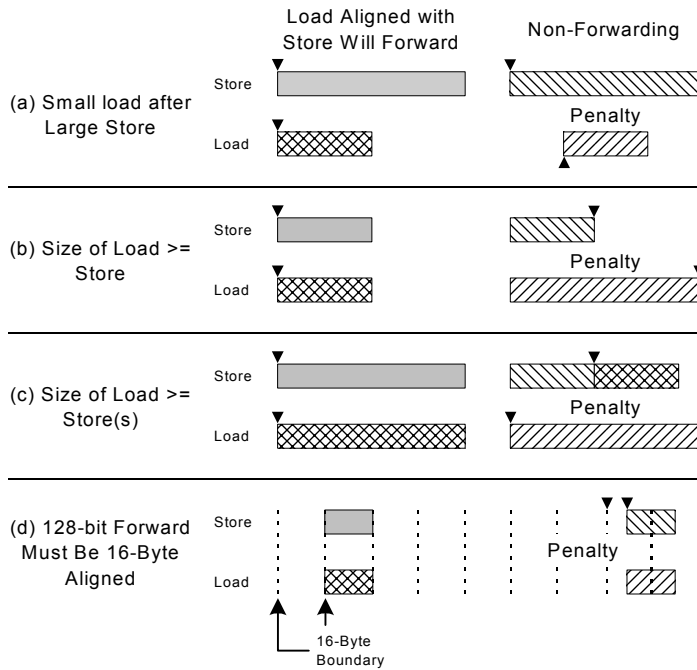 Load Aligned with
Store Will Forward
Non-Forwarding
(a) Small load after
Large Store
Store
Load
Penalty
(b) Size of Load >=
Store
Store
Load
Penalty
(c) Size of Load >=
Store(s)
Store
Load
Penalty
(d) 128-bit Forward
Must Be 16-Byte
Aligned
Store
Load
Penalty
16-Byte
Boundary